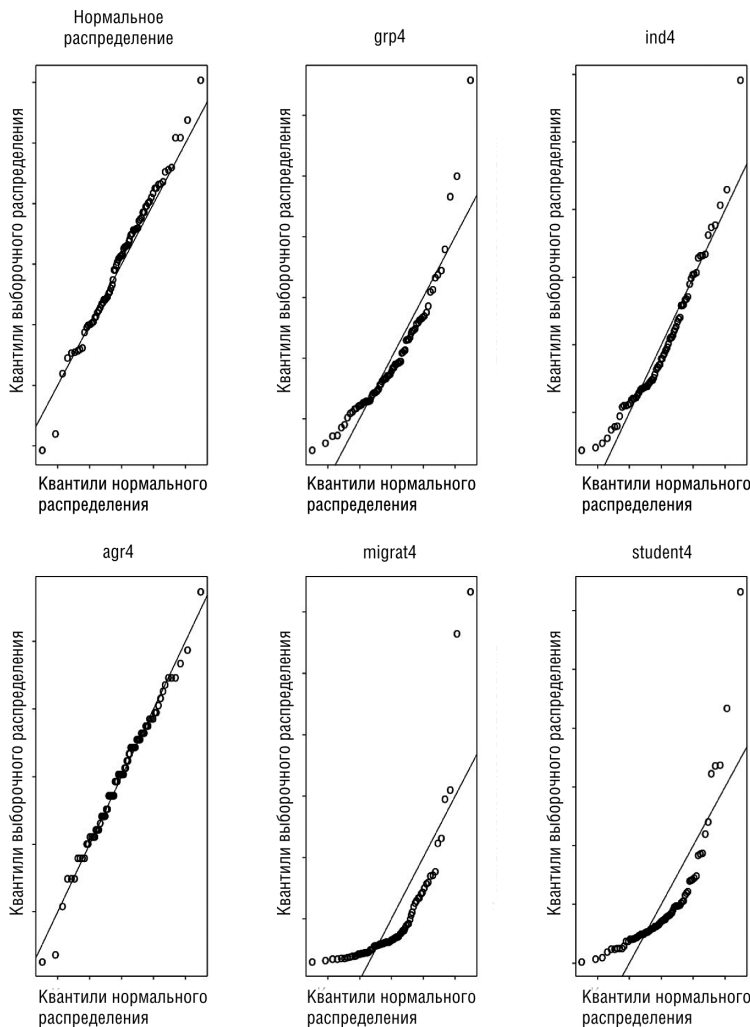 Нормальное
распределение
grp4
ind4
Квантили выборочного распределения
Квантили выборочного распределения
Квантили выборочного распределения
Квантили нормального
распределения
Квантили нормального
распределения
Квантили нормального
распределения
agr4
migrat4
student4
Квантили выборочного распределения
Квантили выборочного распределения
Квантили выборочного распределения
Квантили нормального
распределения
Квантили нормального
распределения
Квантили нормального
распределения